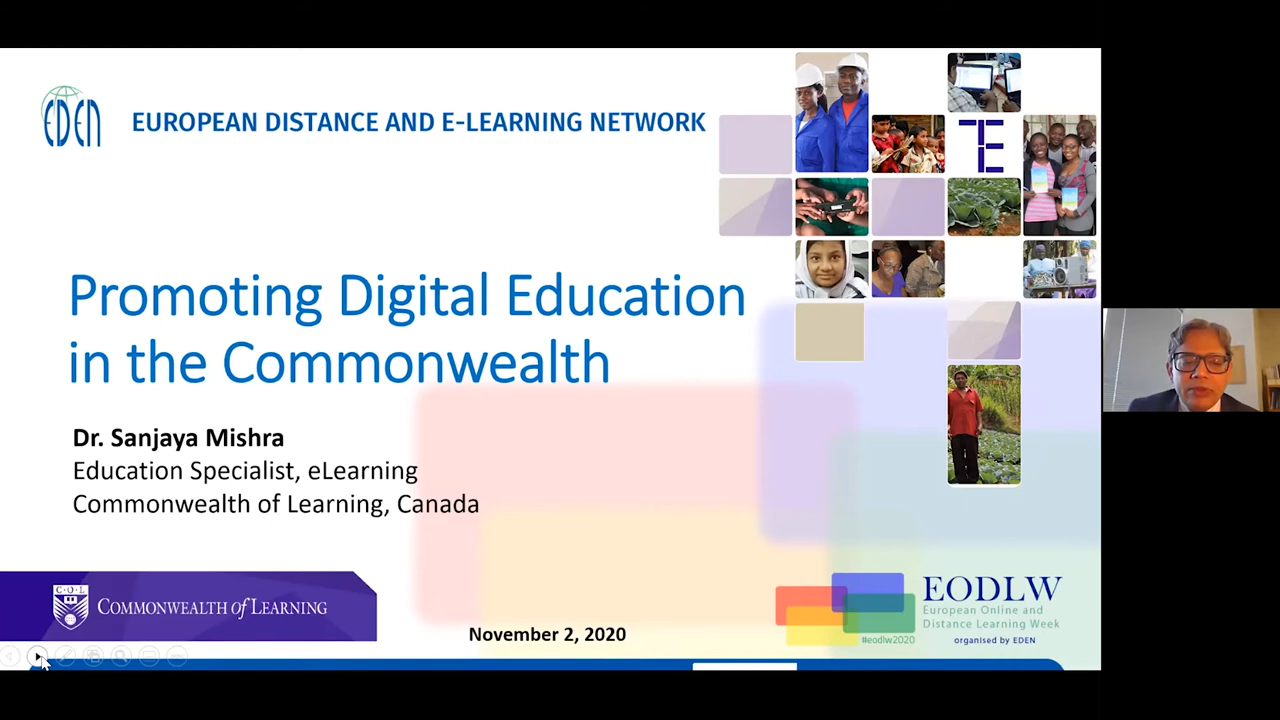 EDEN
EUROPEAN DISTANCE AND E-LEARNING NETWORK
Promoting Digital Education
in the Commonwealth
Dr. Sanjaya Mishra
Education Specialist, eLearning
Commonwealth of Learning, Canada
C·O·L
COMMONWEALTH of LEARNING
November 2, 2020
EODLW
European Online and
Distance Learning Week
#eodlw2020
organised by EDEN